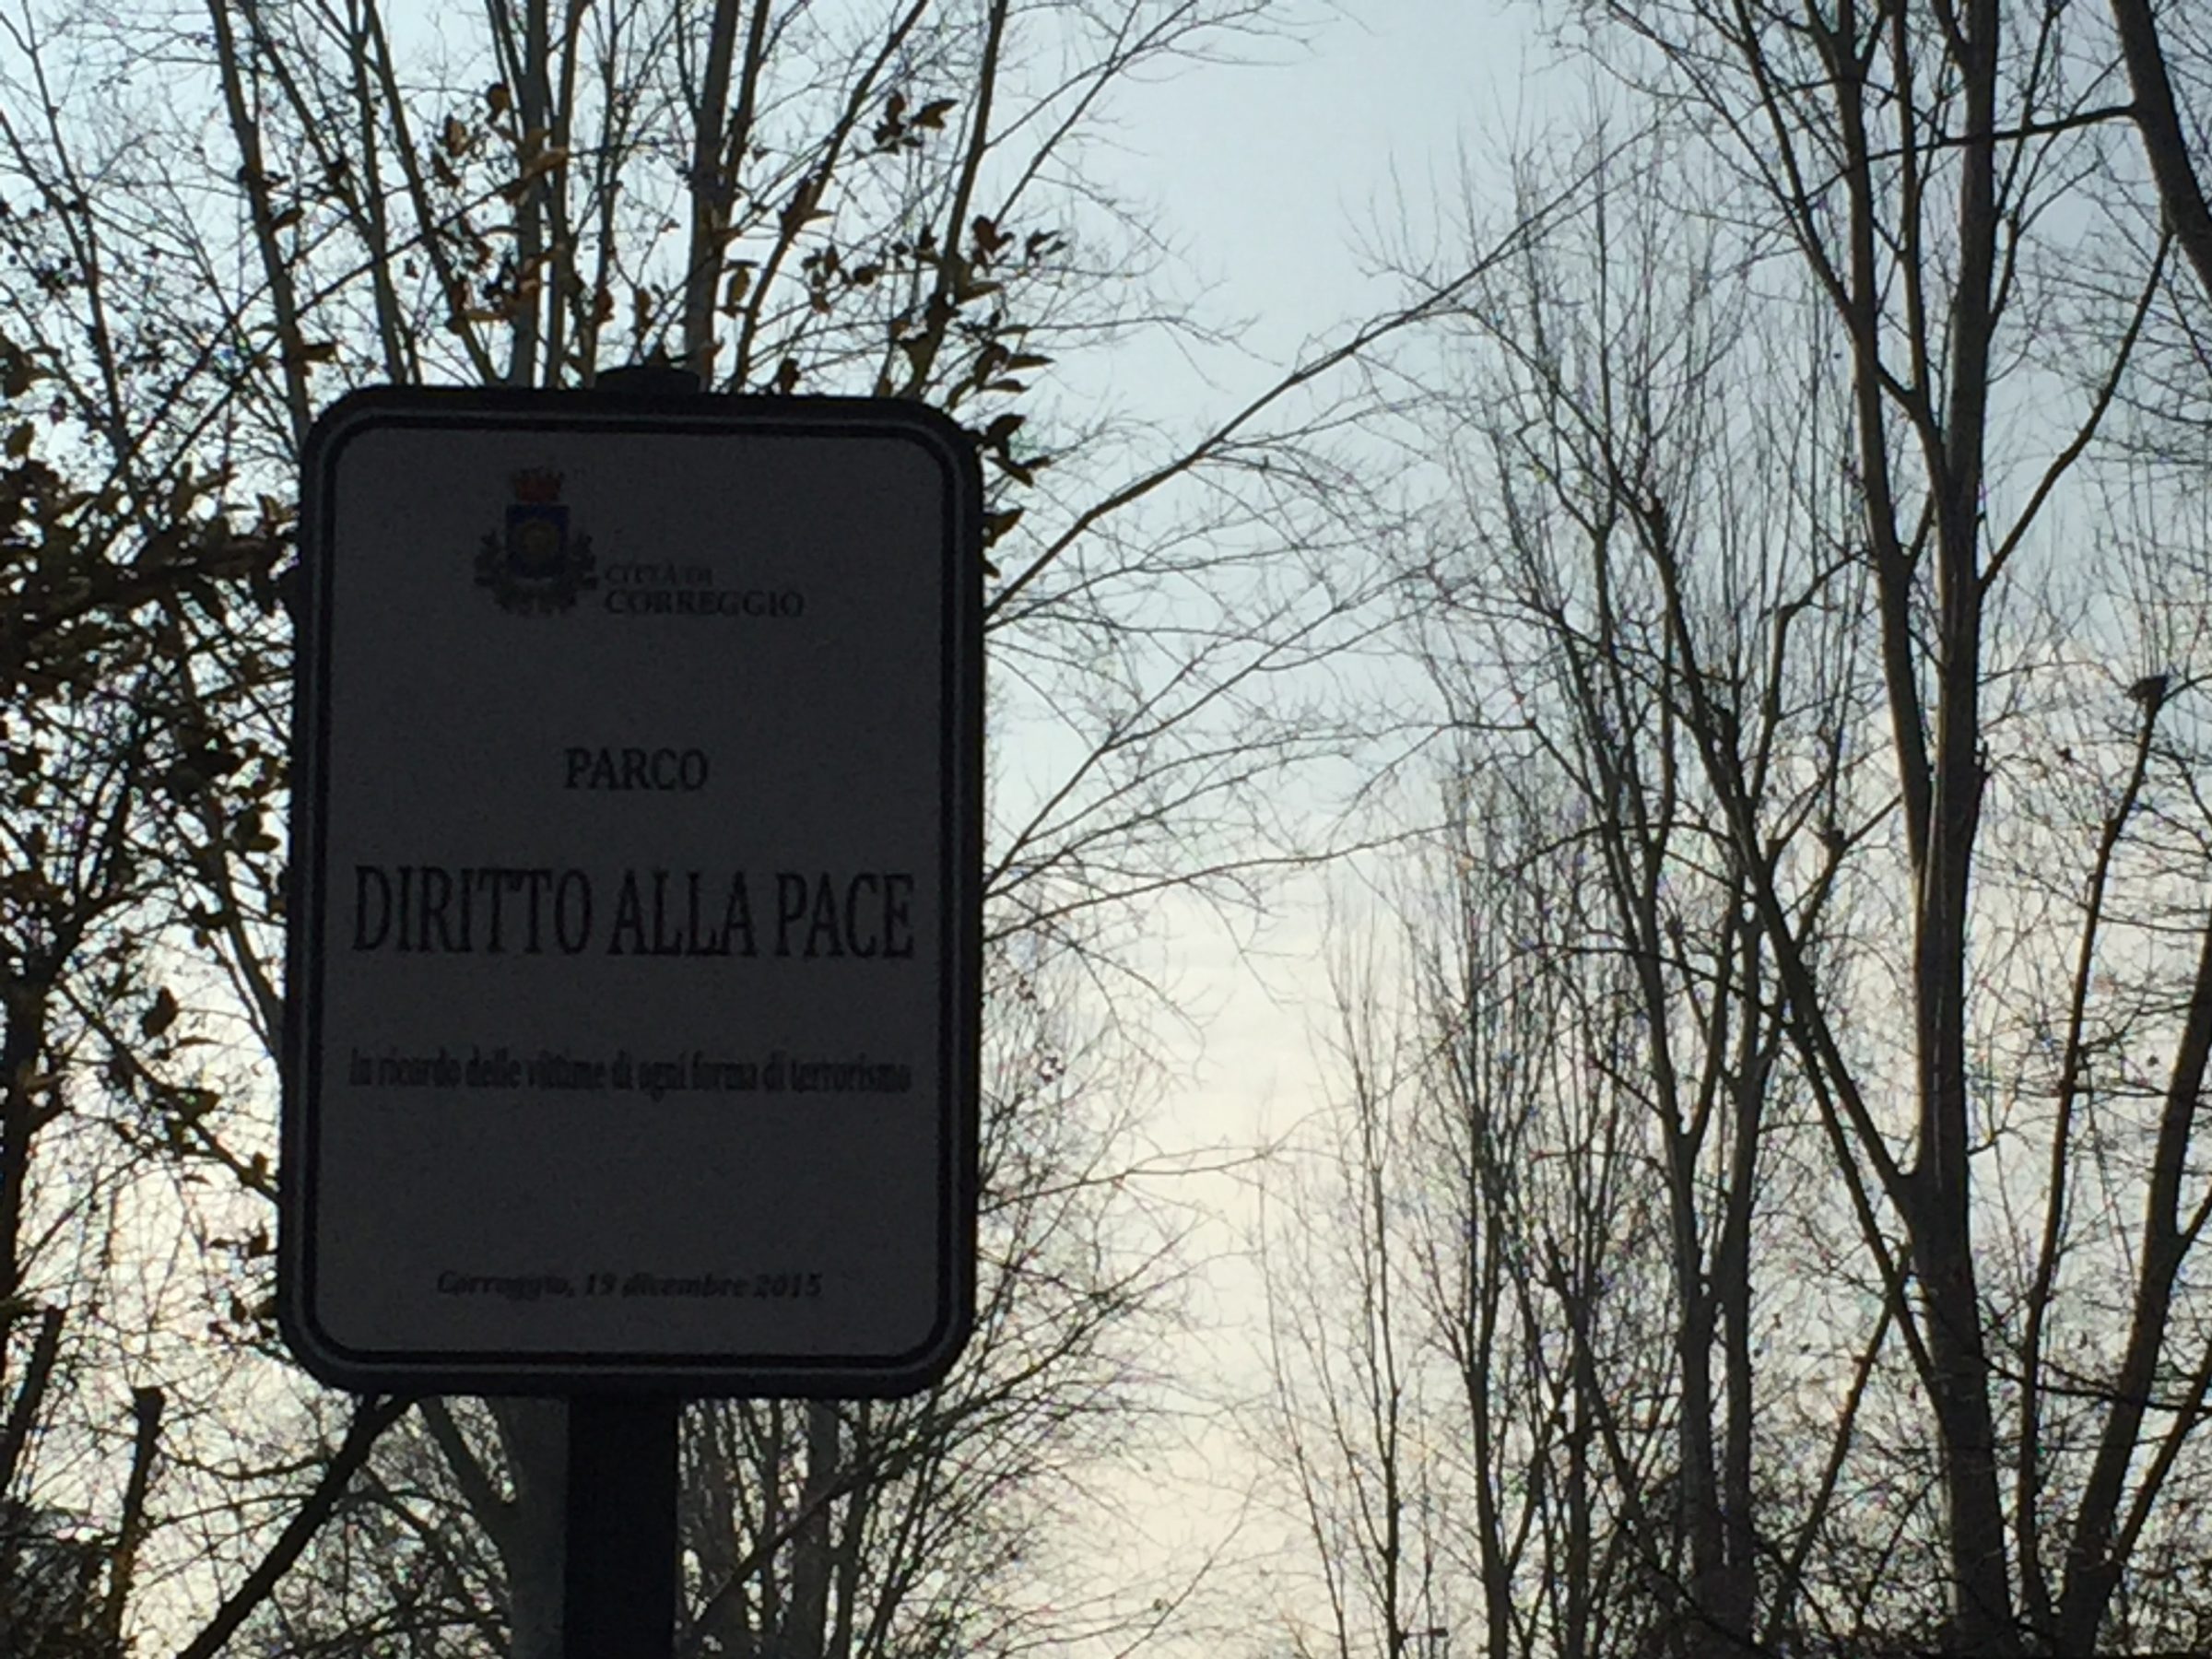 CITTÀ DI
CORREGGIO
PARCO
DIRITTO ALLA PACE
In ricordo delle vittime di ogni forma di terrorismo
Correggio, 19 dicembre 2015